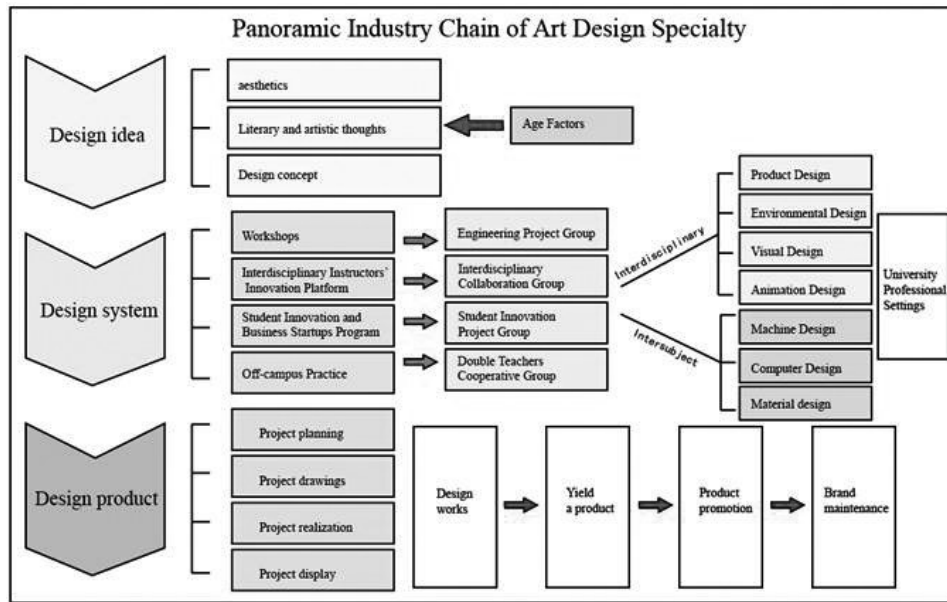 Panoramic Industry Chain of Art Design Specialty
Design idea
aesthetics
Literary and artistic thoughts
Age Factors
Design concept
Design system
Workshops
Interdisciplinary Instructors'
Innovation Platform
Student Innovation and
Business Startups Program
Off-campus Practice
Engineering Project Group
Interdisciplinary
Collaboration Group
Student Innovation
Project Group
Double Teachers
Cooperative Group
Interdisciplinary
Intersubject
Product Design
Environmental Design
Visual Design
Animation Design
Machine Design
Computer Design
Material design
University
Professional
Settings
Design product
Project planning
Project drawings
Project realization
Project display
Design
works
Yield
a product
Product
promotion
Brand
maintenance